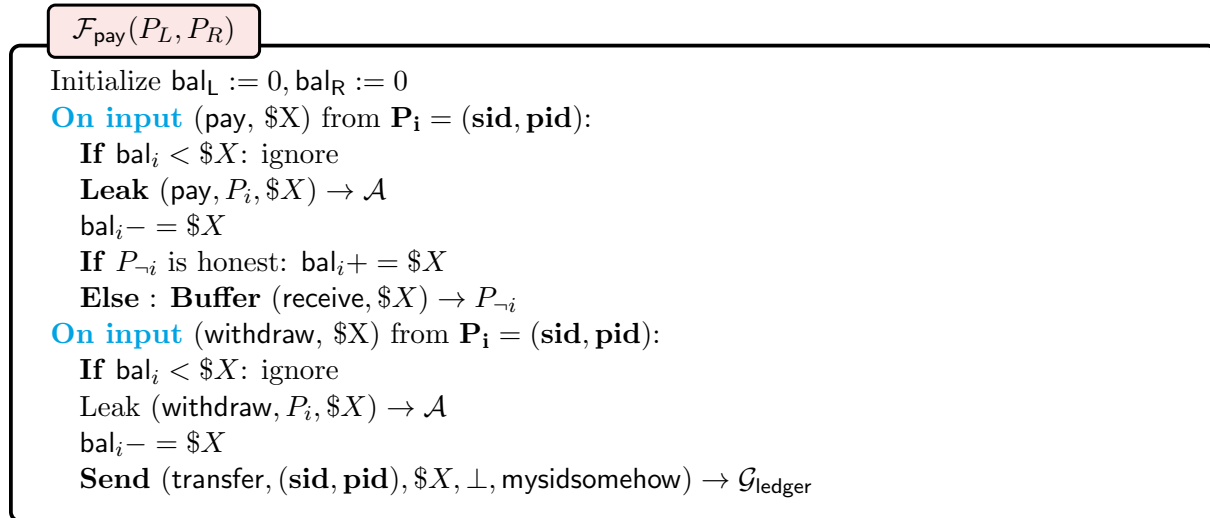 𝓕pay(P_L, P_R)
Initialize bal_L := 0, bal_R := 0
On input (pay, $X) from P_i = (sid, pid):
If bal_i < $X: ignore
Leak (pay, P_i, $X) → 𝒜
bal_i− = $X
If P_¬i is honest: bal_i+ = $X
Else : Buffer (receive, $X) → P_¬i
On input (withdraw, $X) from P_i = (sid, pid):
If bal_i < $X: ignore
Leak (withdraw, P_i, $X) → 𝒜
bal_i− = $X
Send (transfer, (sid, pid), $X, ⊥, mysidsomehow) → 𝒢ledger